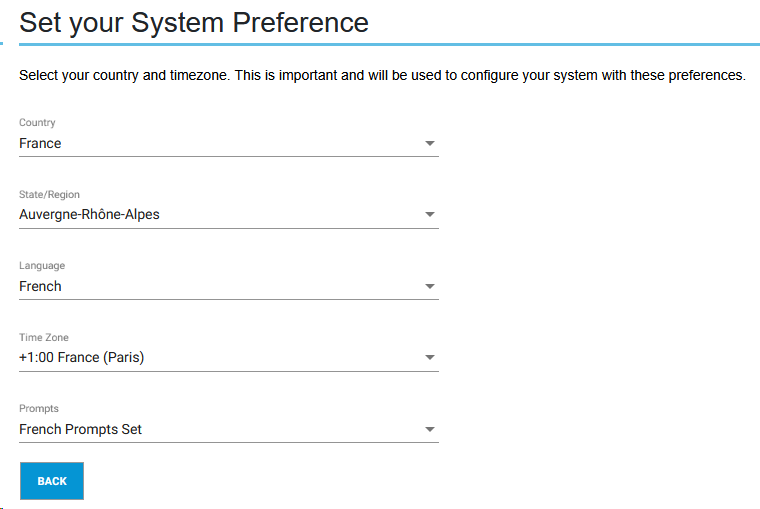 Set your System Preference
Select your country and timezone. This is important and will be used to configure your system with these preferences.
Country
France
State/Region
Auvergne-Rhône-Alpes
Language
French
Time Zone
+1:00 France (Paris)
Prompts
French Prompts Set
BACK